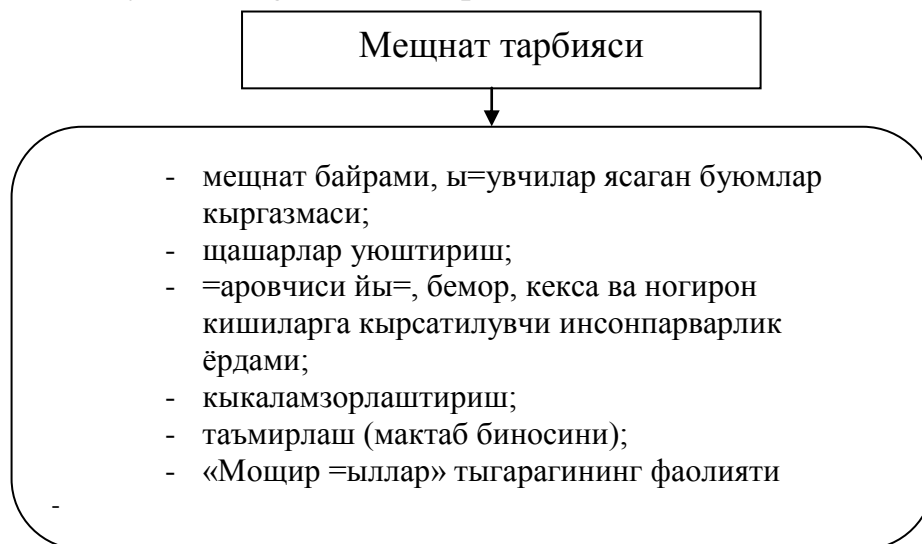 Мещнат тарбияси
- мещнат байрами, ы=увчилар ясаган буюмлар
кыргазмаси;
- щашарлар уюштириш;
- =аровчиси йы=, бемор, кекса ва ногирон
кишиларга кырсатилувчи инсонпарварлик
ёрдами;
- кыкаламзорлаштириш;
- таъмирлаш (мактаб биносини);
- «Мощир =ыллар» тыгарагининг фаолияти
-